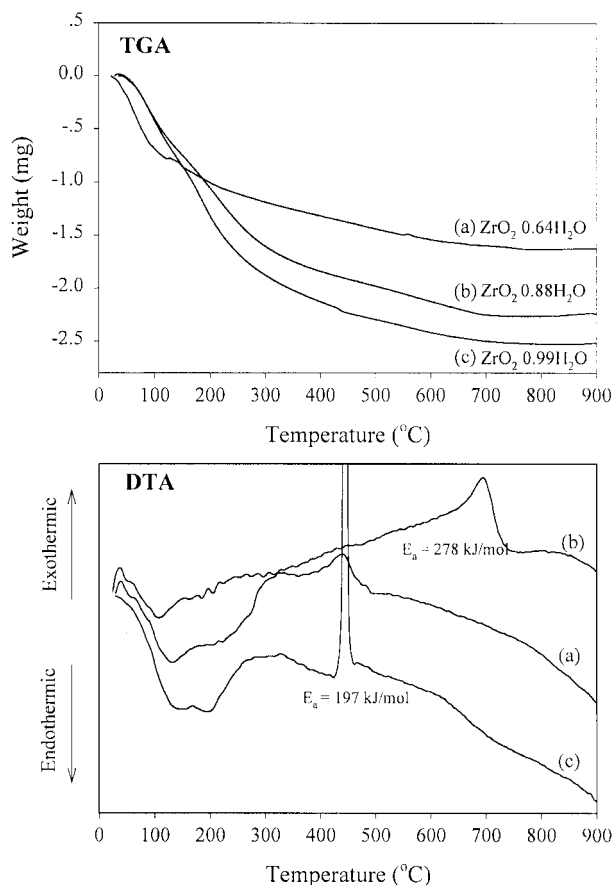 TGA
.5
0.0
-.5
-1.0
-1.5
-2.0
-2.5
Weight (mg)
(a) ZrO₂ 0.64H₂O
(b) ZrO₂ 0.88H₂O
(c) ZrO₂ 0.99H₂O
0 100 200 300 400 500 600 700 800 900
Temperature (°C)
DTA
Exothermic
Endothermic
Eₐ = 278 kJ/mol
(b)
(a)
Eₐ = 197 kJ/mol
(c)
0 100 200 300 400 500 600 700 800 900
Temperature (°C)